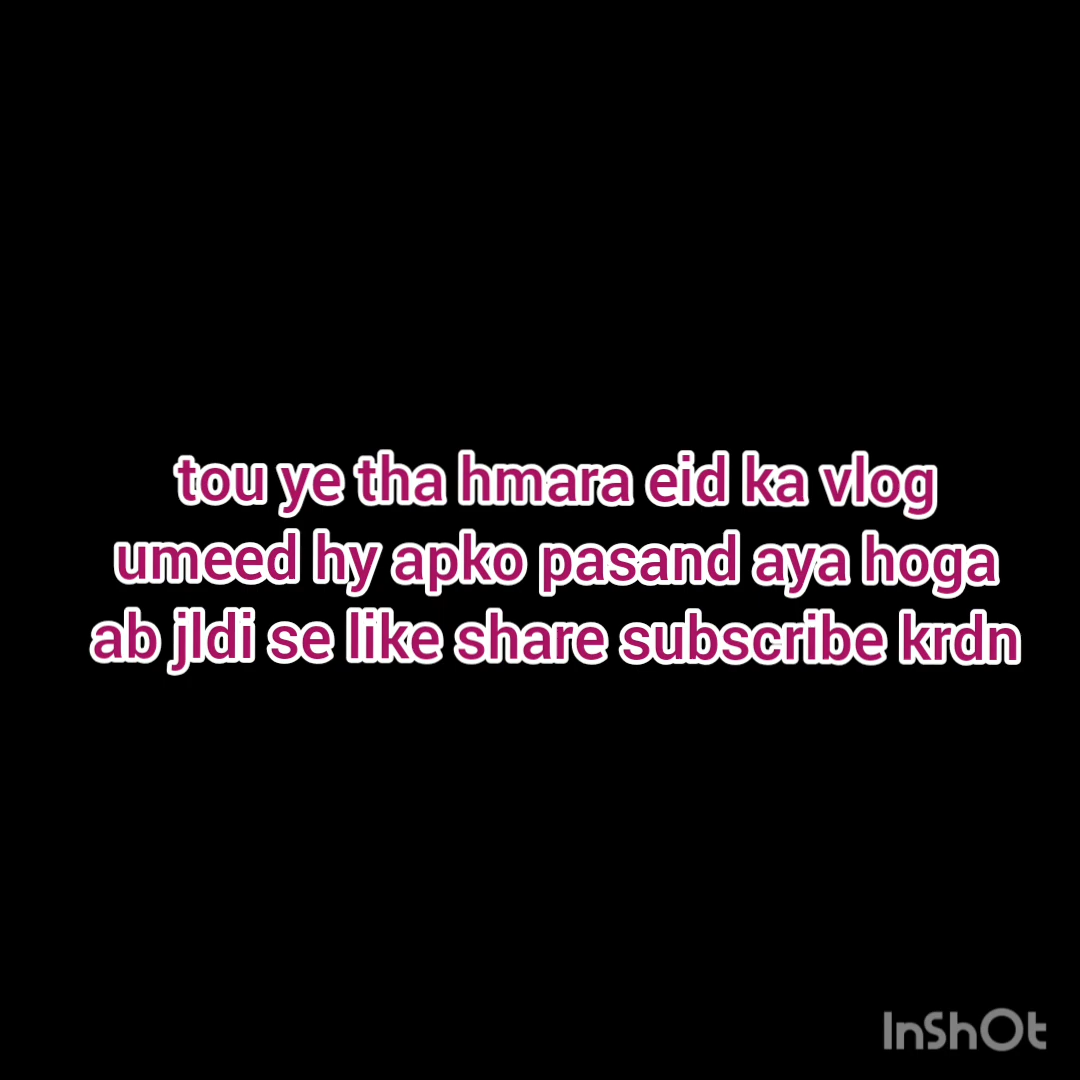 tou ye tha hmara eid ka vlog
umeed hy apko pasand aya hoga
ab jldi se like share subscribe krdn
InShOt